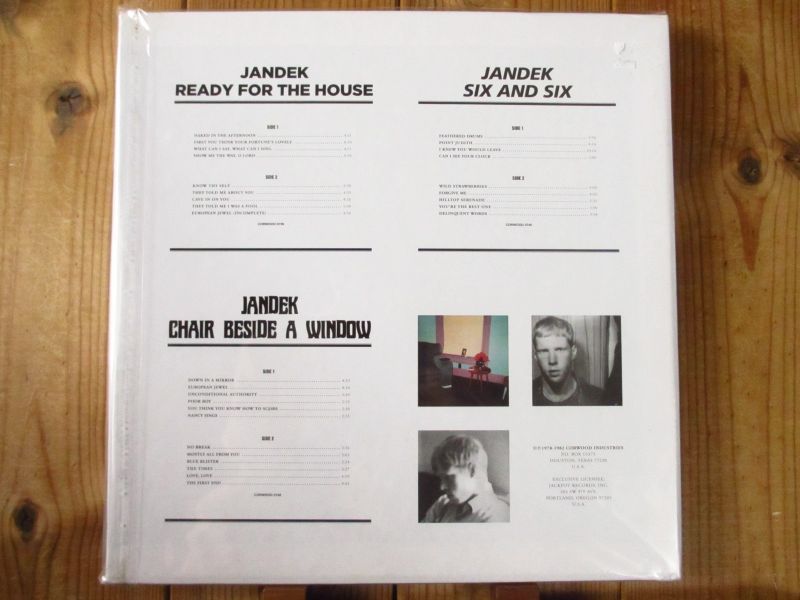 JANDEK
READY FOR THE HOUSE
SIDE 1
NAKED IN THE AFTERNOON
FIRST YOU THINK YOUR FORTUNE'S LOVELY
WHAT CAN I SAY, WHAT CAN I SING
SHOW ME THE WAY, O LORD
SIDE 2
KNOW THY SELF
THEY TOLD ME ABOUT YOU
CAVE IN ON YOU
THEY TOLD ME I WAS A FOOL
EUROPEAN JEWEL (INCOMPLETE)
JANDEK
SIX AND SIX
SIDE 1
FEATHERED DRUMS
POINT JUDITH
I KNEW YOU WOULD LEAVE
CAN I SEE YOUR CLOCK
SIDE 2
WILD STRAWBERRIES
FORGIVE ME
HILLTOP SERENADE
YOU'RE THE BEST ONE
DELINQUENT WORDS
JANDEK
CHAIR BESIDE A WINDOW
SIDE 1
DOWN IN A MIRROR
EUROPEAN JEWEL
UNCONDITIONAL AUTHORITY
POOR BOY
YOU THINK YOU KNOW HOW TO SCORE
NANCY SINGS
SIDE 2
NO BREAK
MOSTLY ALL FROM YOU
BLUE BLISTER
THE TIMES
LOVE, LOVE
THE FIRST END
1978-1982 CORWOOD INDUSTRIES
HOUSTON, TEXAS
U.S.A.
EXCLUSIVE LICENSEE:
JACKPOT RECORDS, INC.
PORTLAND, OREGON
U.S.A.